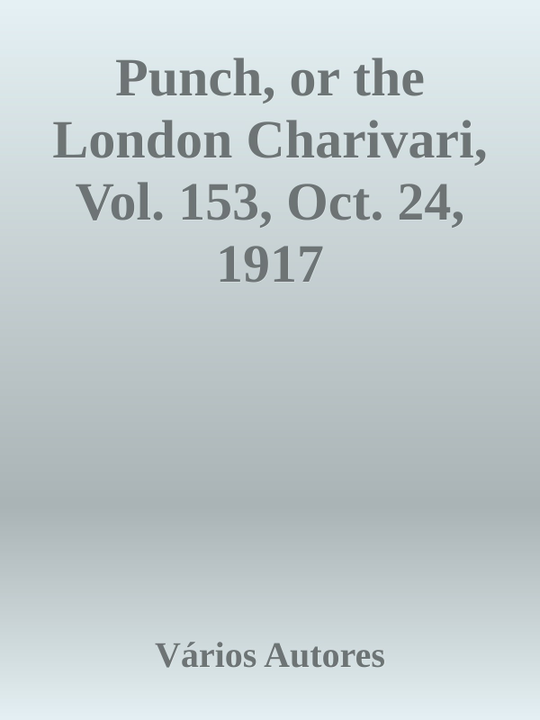 Punch, or the
London Charivari,
Vol. 153, Oct. 24,
1917
Vários Autores